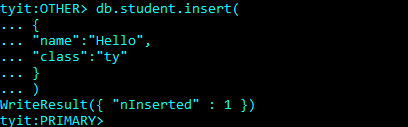 tyit:OTHER> db.student.insert(
... {
... "name":"Hello",
... "class":"ty"
... }
... )
WriteResult({ "nInserted" : 1 })
tyit:PRIMARY>